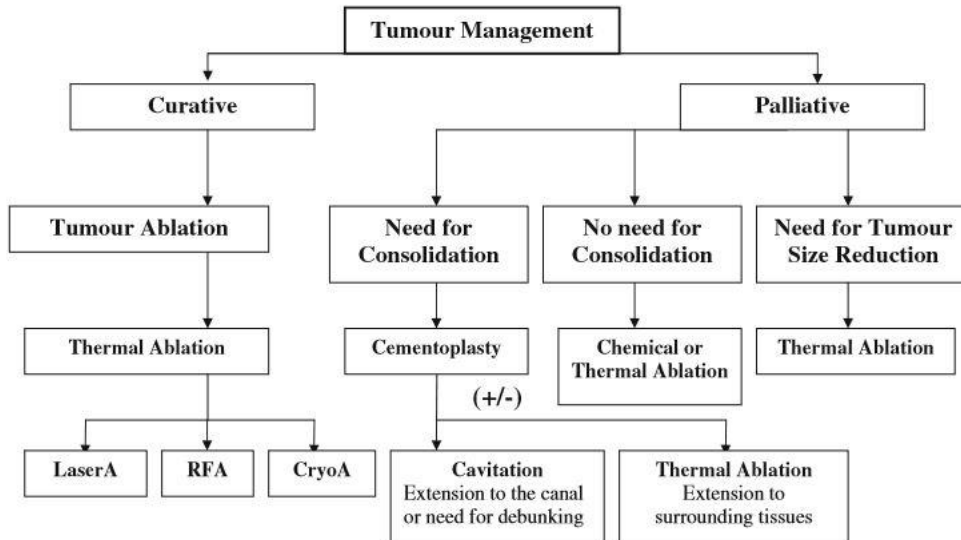 Tumour Management
Curative
Palliative
Tumour Ablation
Need for
Consolidation
No need for
Consolidation
Need for Tumour
Size Reduction
Thermal Ablation
Cementoplasty
Chemical or
Thermal Ablation
Thermal Ablation
(+/-)
LaserA
RFA
CryoA
Cavitation
Extension to the canal
or need for debunking
Thermal Ablation
Extension to
surrounding tissues